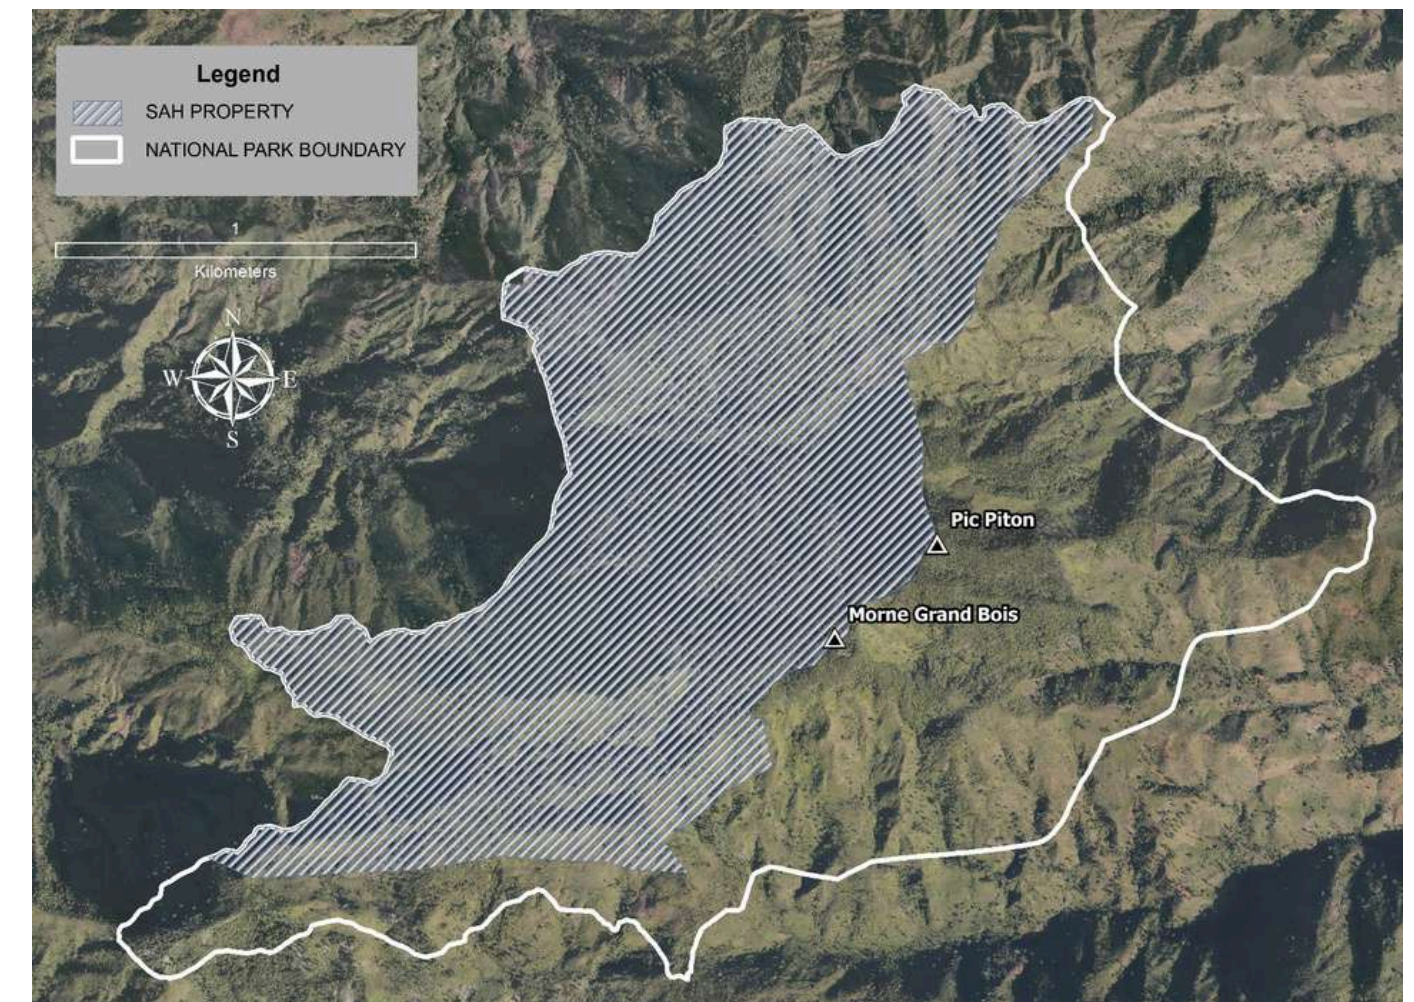 Legend
SAH PROPERTY
NATIONAL PARK BOUNDARY
1
Kilometers
N
W
E
S
Pic Piton
Morne Grand Bois